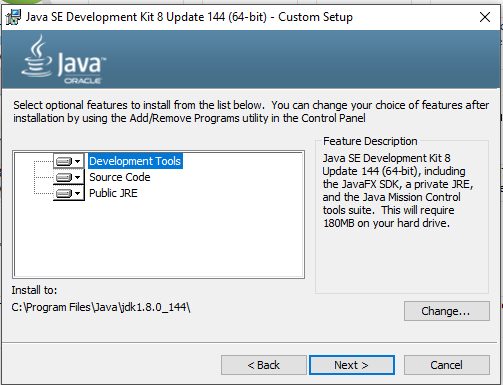 Java SE Development Kit 8 Update 144 (64-bit) - Custom Setup
Java
ORACLE
Select optional features to install from the list below. You can change your choice of features after
installation by using the Add/Remove Programs utility in the Control Panel
Development Tools
Source Code
Public JRE
Feature Description
Java SE Development Kit 8
Update 144 (64-bit), including
the JavaFX SDK, a private JRE,
and the Java Mission Control
tools suite. This will require
180MB on your hard drive.
Install to:
C:\Program Files\Java\jdk1.8.0_144\
Change...
< Back
Next >
Cancel